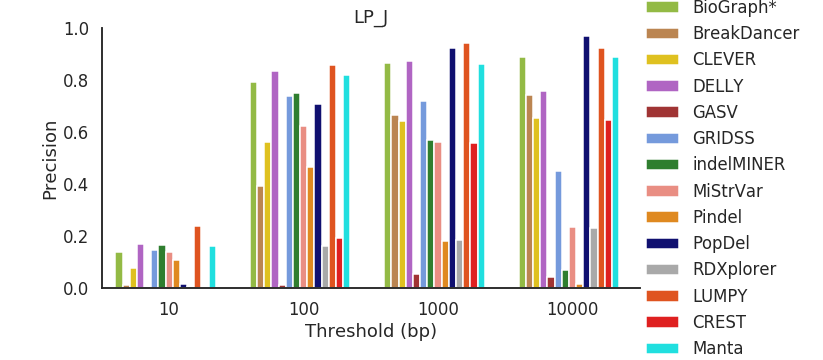 LP_J
1.0
0.8
0.6
0.4
0.2
0.0
Precision
10
100
1000
10000
Threshold (bp)
BioGraph*
BreakDancer
CLEVER
DELLY
GASV
GRIDSS
indelMINER
MiStrVar
Pindel
PopDel
RDXplorer
LUMPY
CREST
Manta